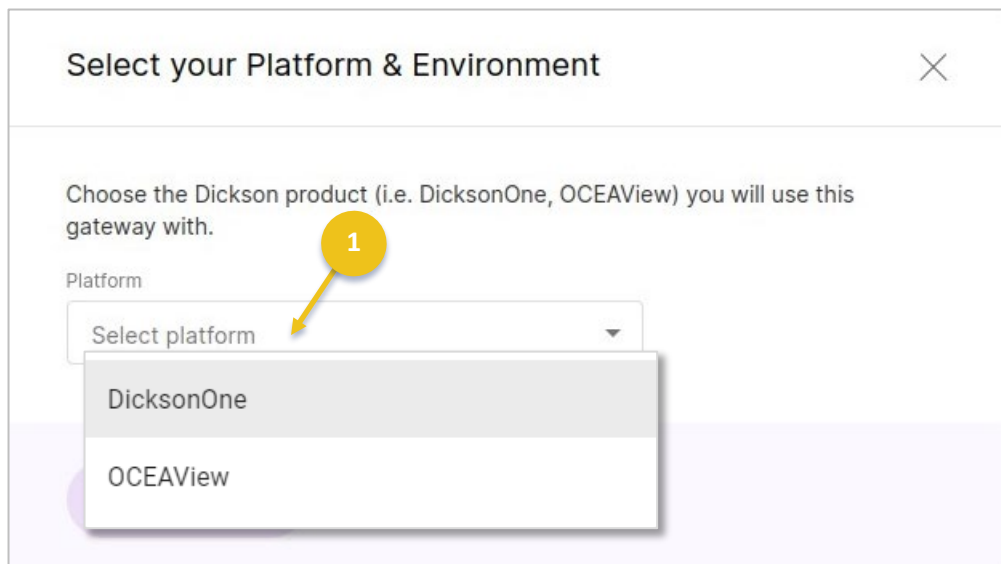 Select your Platform & Environment
Choose the Dickson product (i.e. DicksonOne, OCEAView) you will use this
gateway with.
1
Platform
Select platform
DicksonOne
OCEAView